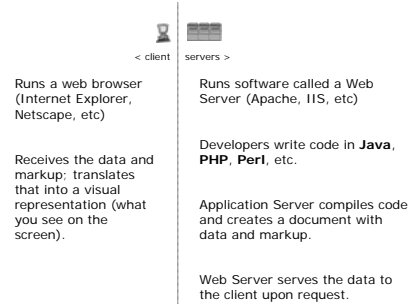 < client
servers >
Runs a web browser
(Internet Explorer,
Netscape, etc)
Receives the data and
markup; translates
that into a visual
representation (what
you see on the
screen).
Runs software called a Web
Server (Apache, IIS, etc)
Developers write code in Java,
PHP, Perl, etc.
Application Server compiles code
and creates a document with
data and markup.
Web Server serves the data to
the client upon request.